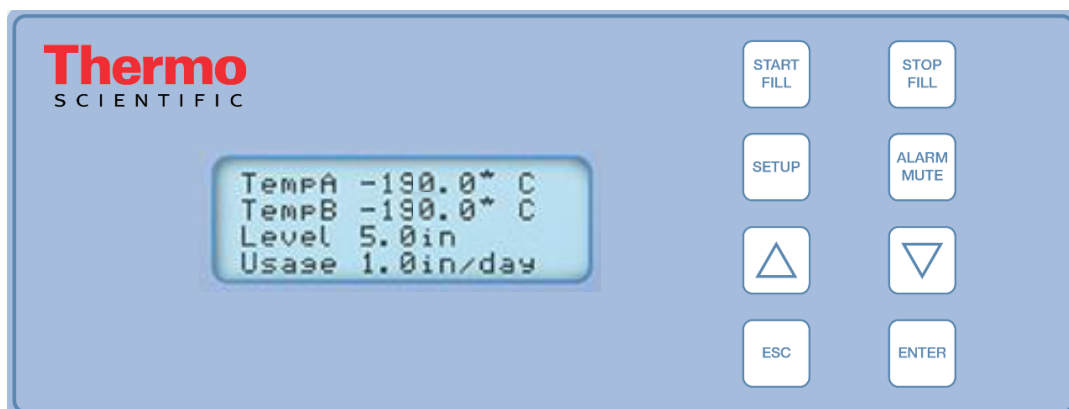 Thermo
SCIENTIFIC
TempA -190.0° C
TempB -190.0° C
Level 5.0in
Usage 1.0in/day
START FILL
STOP FILL
SETUP
ALARM MUTE
ESC
ENTER